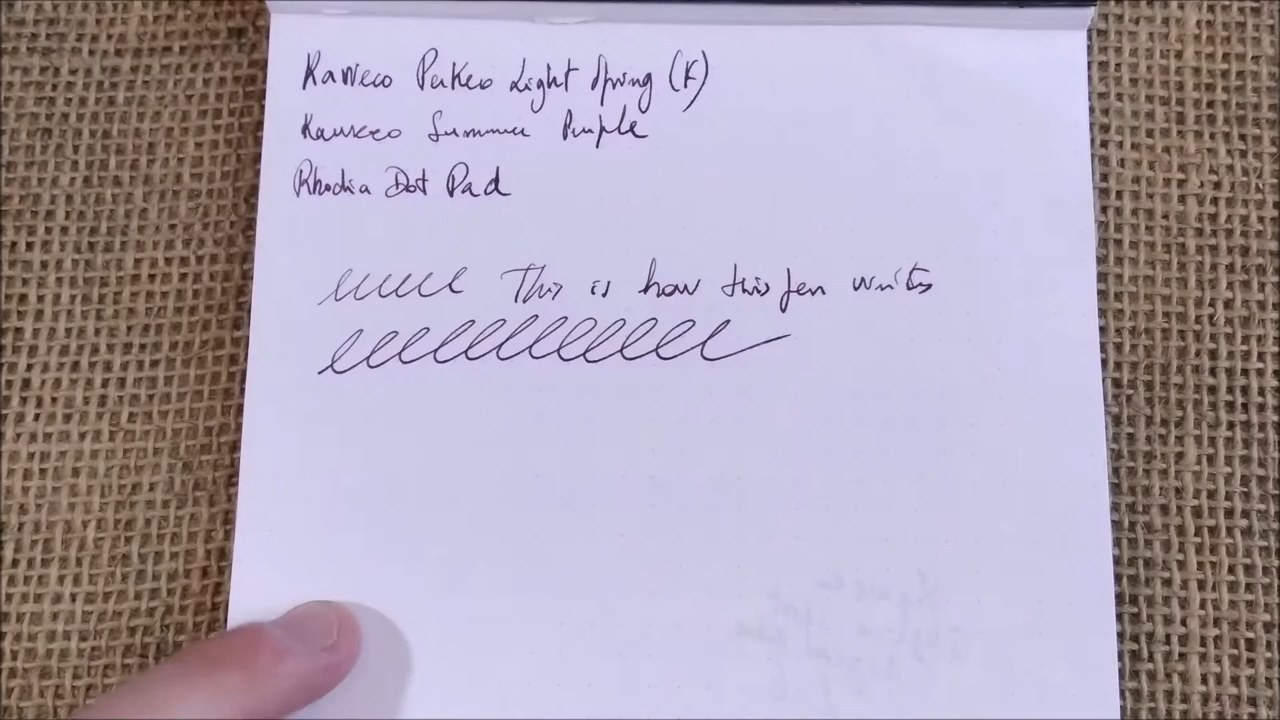 Kaweco Perkeo Light Spring (F)
Kaweco Summer Purple
Rhodia Dot Pad
This is how this pen writes